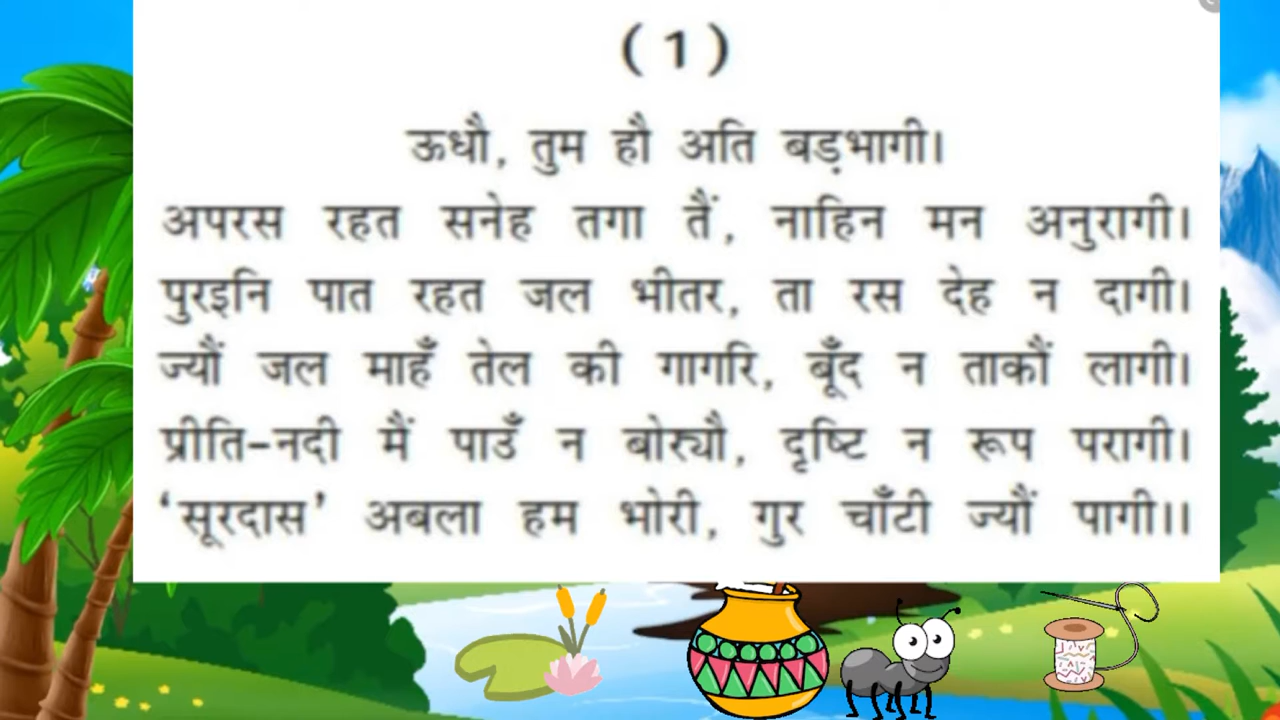 (1)
ऊधौ, तुम हौ अति बड़भागी।
अपरस रहत सनेह तगा तैं, नाहिन मन अनुरागी।
पुरइनि पात रहत जल भीतर, ता रस देह न दागी।
ज्यौं जल माहँ तेल की गागरि, बूँद न ताकौं लागी।
प्रीति-नदी मैं पाउँ न बोरयौ, दृष्टि न रूप परागी।
‘सूरदास’ अबला हम भोरी, गुर चाँटी ज्यौं पागी।।